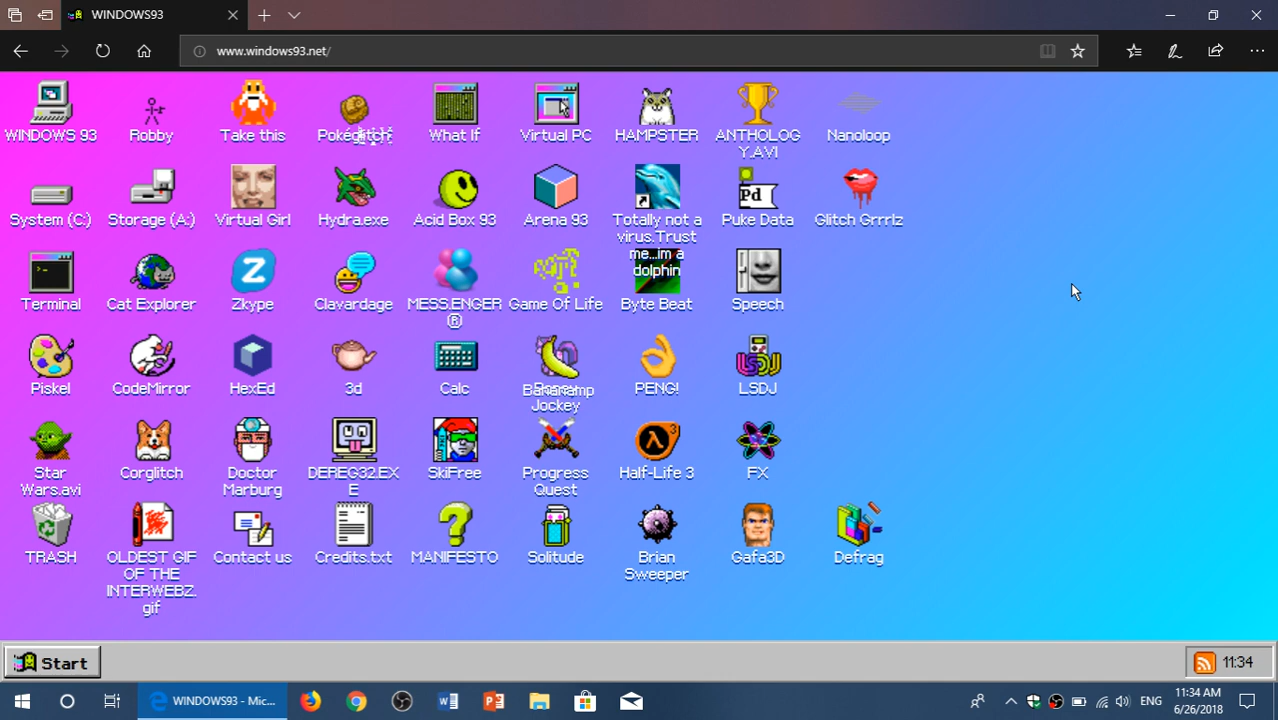 WINDOWS93
www.windows93.net/
WINDOWS 93
Robby
Take this
What If
Virtual PC
HAMPSTER
ANTHOLOG
Y.AVI
Nanoloop
System (C:)
Storage (A:)
Virtual Girl
Hydra.exe
Acid Box 93
Arena 93
Totally not a
virus.Trust
me...im a
dolphin
Puke Data
Pd
Glitch Grrrlz
Terminal
Cat Explorer
Zkype
Clavardage
MESS.ENGER
®
Game Of Life
Byte Beat
Speech
Piskel
CodeMirror
HexEd
3d
Calc
Bananamp
Jockey
PENG!
LSDJ
Star
Wars.avi
Corglitch
Doctor
Marburg
DEREG32.EX
E
SkiFree
Progress
Quest
Half-Life 3
FX
TRASH
OLDEST GIF
OF THE
INTERWEBZ.
gif
Contact us
Credits.txt
MANIFESTO
Solitude
Brian
Sweeper
Gafa3D
Defrag
Start
11:34
WINDOWS93 - Mic...
ENG
11:34 AM
6/26/2018